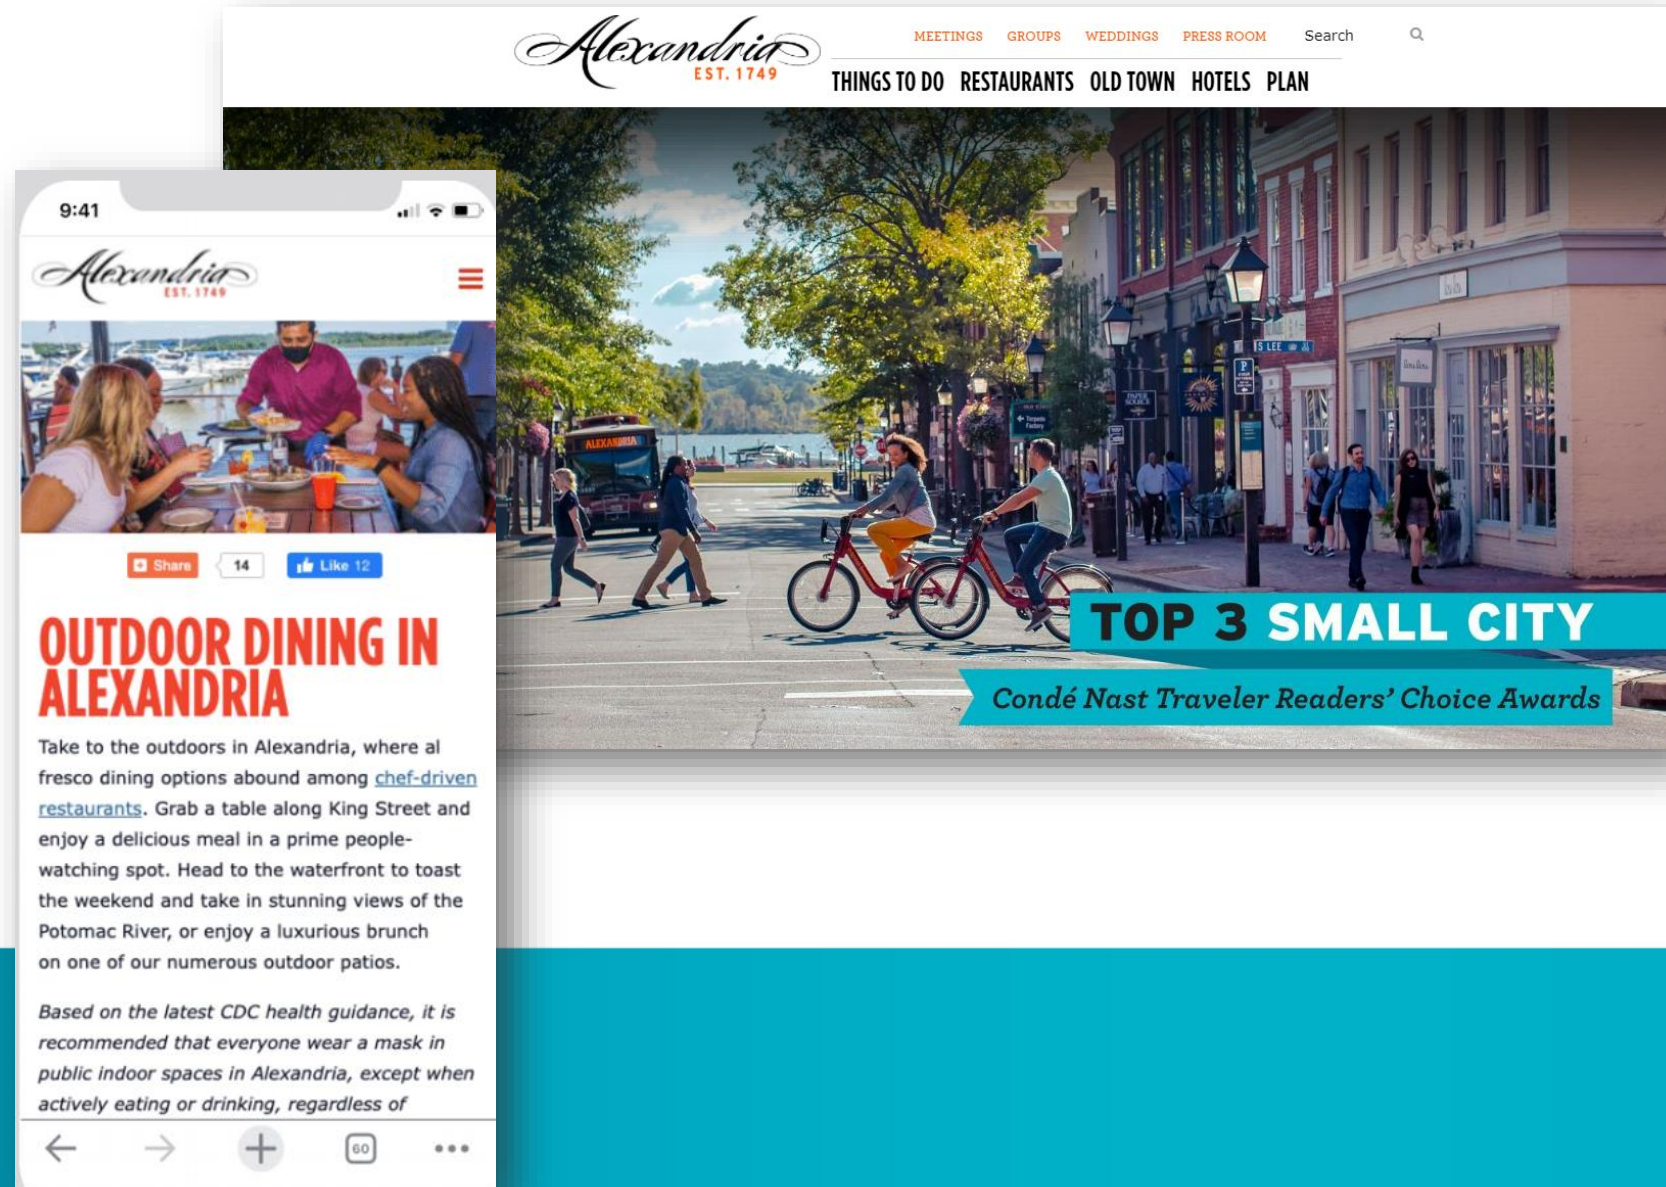 Alexandria
EST. 1749
MEETINGS GROUPS WEDDINGS PRESS ROOM Search
THINGS TO DO RESTAURANTS OLD TOWN HOTELS PLAN
ALEXANDRIA
S LEE
P
PAPER SOURCE
Torpedo
Factory
TOP 3 SMALL CITY
Condé Nast Traveler Readers' Choice Awards
9:41
Alexandria
EST. 1749
Share 14 Like 12
OUTDOOR DINING IN
ALEXANDRIA
Take to the outdoors in Alexandria, where al
fresco dining options abound among chef-driven
restaurants. Grab a table along King Street and
enjoy a delicious meal in a prime people-
watching spot. Head to the waterfront to toast
the weekend and take in stunning views of the
Potomac River, or enjoy a luxurious brunch
on one of our numerous outdoor patios.
Based on the latest CDC health guidance, it is
recommended that everyone wear a mask in
public indoor spaces in Alexandria, except when
actively eating or drinking, regardless of
60